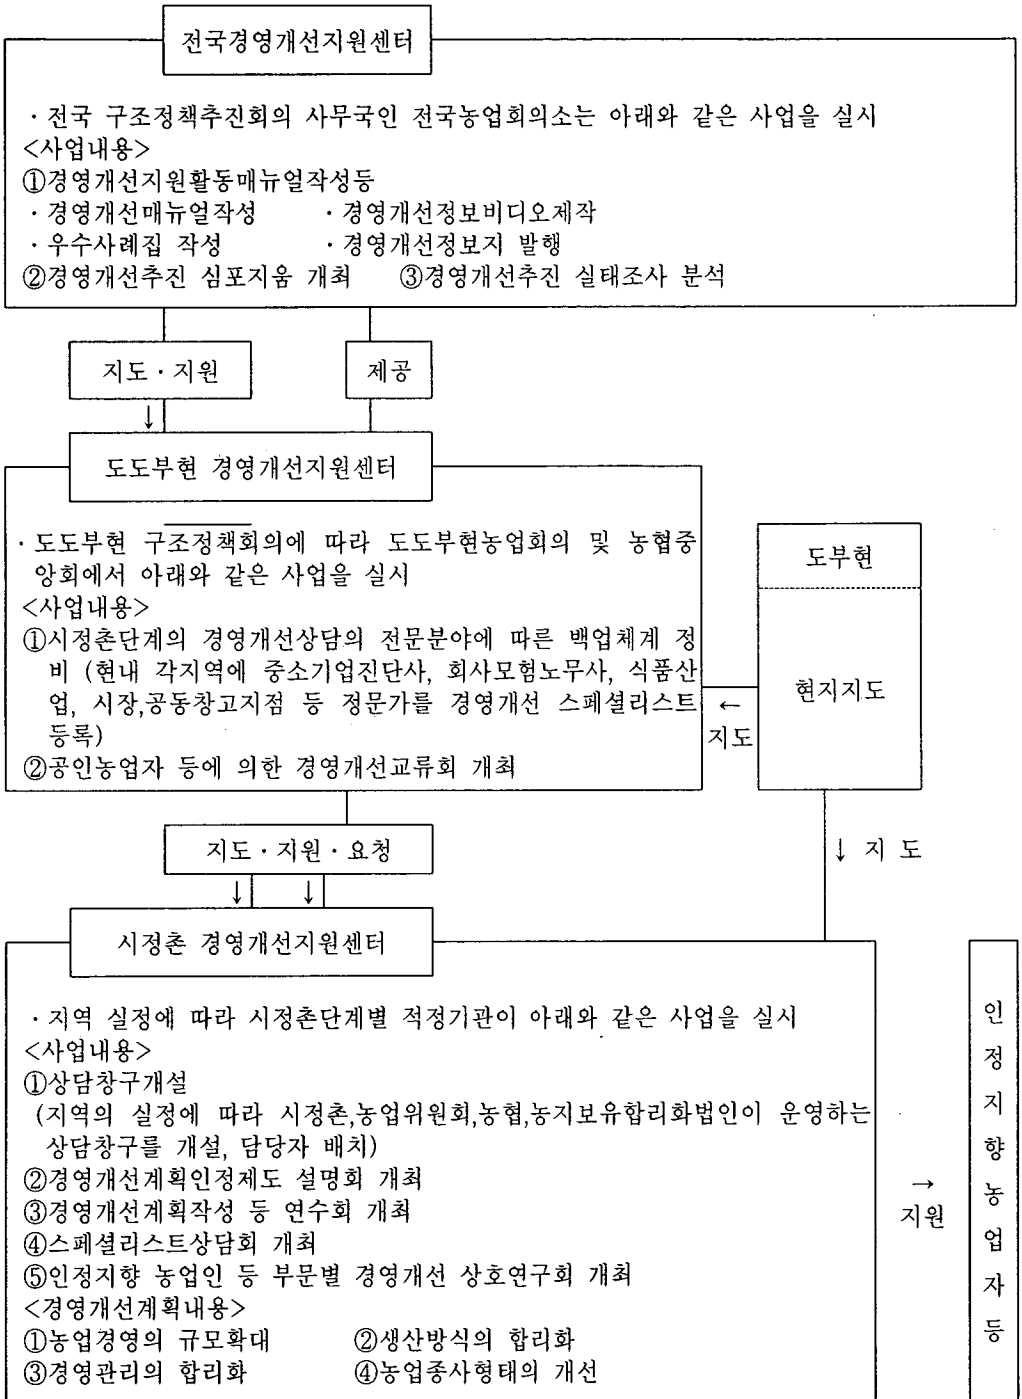 전국경영개선지원센터
· 전국 구조정책추진회의 사무국인 전국농업회의소는 아래와 같은 사업을 실시
<사업내용>
①경영개선지원활동매뉴얼작성등
· 경영개선매뉴얼작성 · 경영개선정보비디오제작
· 우수사례집 작성 · 경영개선정보지 발행
②경영개선추진 심포지움 개최 ③경영개선추진 실태조사 분석
지도 · 지원 제공
↓
도도부현 경영개선지원센터
· 도도부현 구조정책회의에 따라 도도부현농업회의 및 농협중
앙회에서 아래와 같은 사업을 실시
<사업내용>
①시정촌단계의 경영개선상담의 전문분야에 따른 백업체계 정
비 (현내 각지역에 중소기업진단사, 회사모험노무사, 식품산
업, 시장,공동창고지점 등 정문가를 경영개선 스페셜리스트
등록)
②공인농업자 등에 의한 경영개선교류회 개최
도부현
현지지도
←
지도
지도 · 지원 · 요청
↓ ↓
↓ 지 도
시정촌 경영개선지원센터
· 지역 실정에 따라 시정촌단계별 적정기관이 아래와 같은 사업을 실시
<사업내용>
①상담창구개설
(지역의 실정에 따라 시정촌,농업위원회,농협,농지보유합리화법인이 운영하는
상담창구를 개설, 담당자 배치)
②경영개선계획인정제도 설명회 개최
③경영개선계획작성 등 연수회 개최
④스페셜리스트상담회 개최
⑤인정지향 농업인 등 부문별 경영개선 상호연구회 개최
<경영개선계획내용>
①농업경영의 규모확대 ②생산방식의 합리화
③경영관리의 합리화 ④농업종사형태의 개선
→
지원
인정지향농업자등